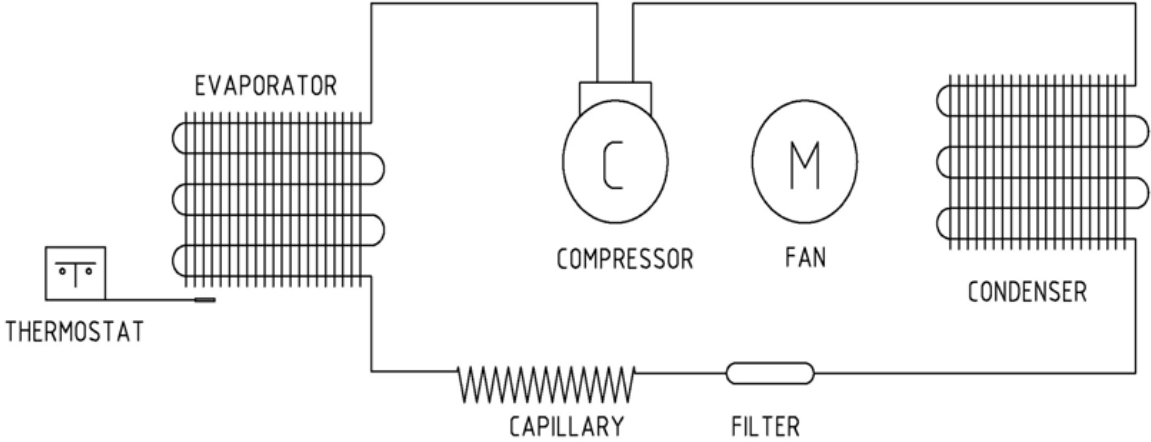 EVAPORATOR
C
M
COMPRESSOR
FAN
CONDENSER
THERMOSTAT
CAPILLARY
FILTER